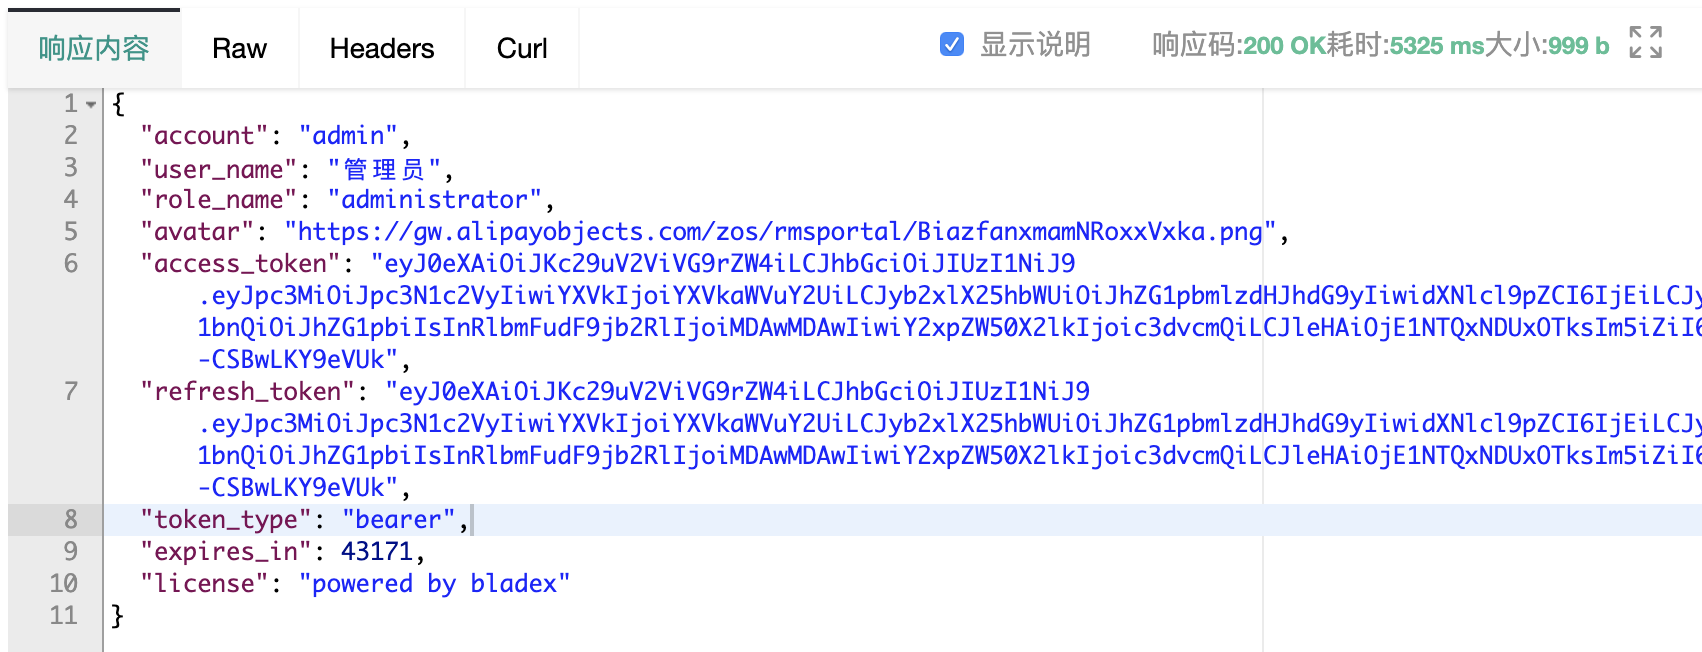 响应内容 Raw Headers Curl 显示说明 响应码:200 OK耗时:5325 ms大小:999 b
1 {
2 "account": "admin",
3 "user_name": "管理员",
4 "role_name": "administrator",
5 "avatar": "https://gw.alipayobjects.com/zos/rmsportal/BiazfanxmamNRoxxVxka.png",
6 "access_token": "eyJ0eXAiOiJKc29uV2ViVG9rZW4iLCJhbGciOiJIUzI1NiJ9
.eyJpc3MiOiJpc3N1c2VyIiwiYXVkIjoiYXVkaWVuY2UiLCJyb2xlX25hbWUiOiJhZG1pbmlzdHJhdG9yIiwidXNlcl9pZCI6IjEiLCJy
1bnQiOiJhZG1pbiIsInRlbmFudF9jb2RlIjoiMDAwMDAwIiwiY2xpZW50X2lkIjoic3dvcmQiLCJleHAiOjE1NTQxNDUxOTksIm5iZiI6
-CSBwLKY9eVUk",
7 "refresh_token": "eyJ0eXAiOiJKc29uV2ViVG9rZW4iLCJhbGciOiJIUzI1NiJ9
.eyJpc3MiOiJpc3N1c2VyIiwiYXVkIjoiYXVkaWVuY2UiLCJyb2xlX25hbWUiOiJhZG1pbmlzdHJhdG9yIiwidXNlcl9pZCI6IjEiLCJy
1bnQiOiJhZG1pbiIsInRlbmFudF9jb2RlIjoiMDAwMDAwIiwiY2xpZW50X2lkIjoic3dvcmQiLCJleHAiOjE1NTQxNDUxOTksIm5iZiI6
-CSBwLKY9eVUk",
8 "token_type": "bearer",
9 "expires_in": 43171,
10 "license": "powered by bladex"
11 }